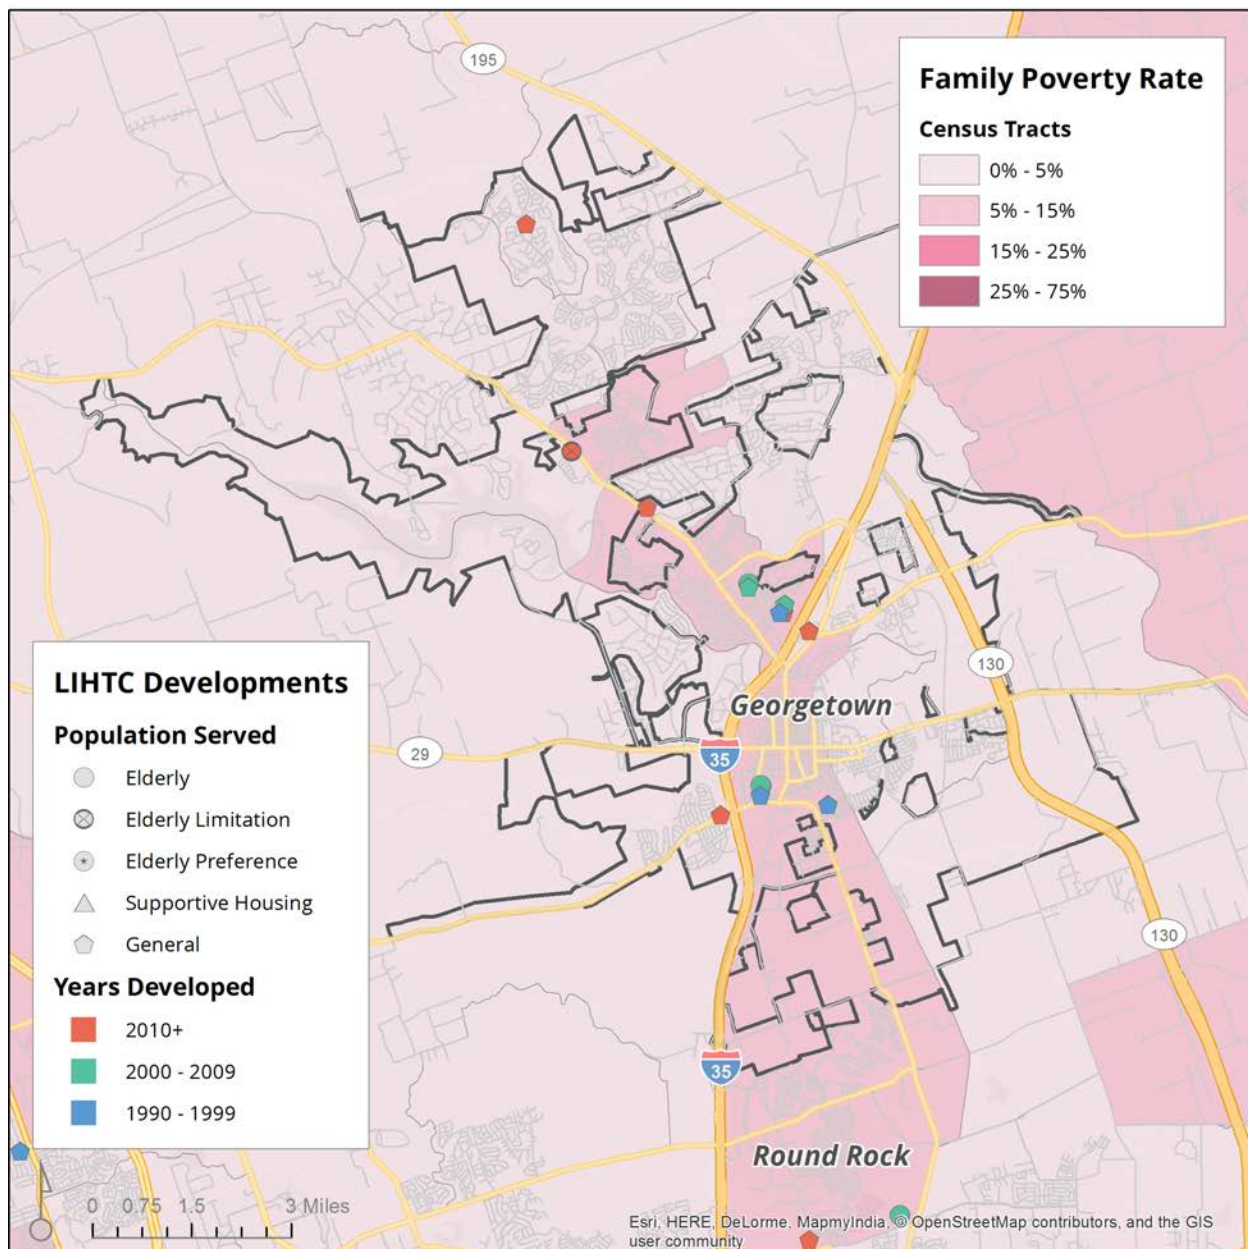 195
Family Poverty Rate
Census Tracts
0% - 5%
5% - 15%
15% - 25%
25% - 75%
130
Georgetown
29
35
LIHTC Developments
Population Served
Elderly
Elderly Limitation
Elderly Preference
Supportive Housing
General
Years Developed
2010+
2000 - 2009
1990 - 1999
130
35
Round Rock
0 0.75 1.5 3 Miles
Esri, HERE, DeLorme, MapmyIndia, © OpenStreetMap contributors, and the GIS
user community